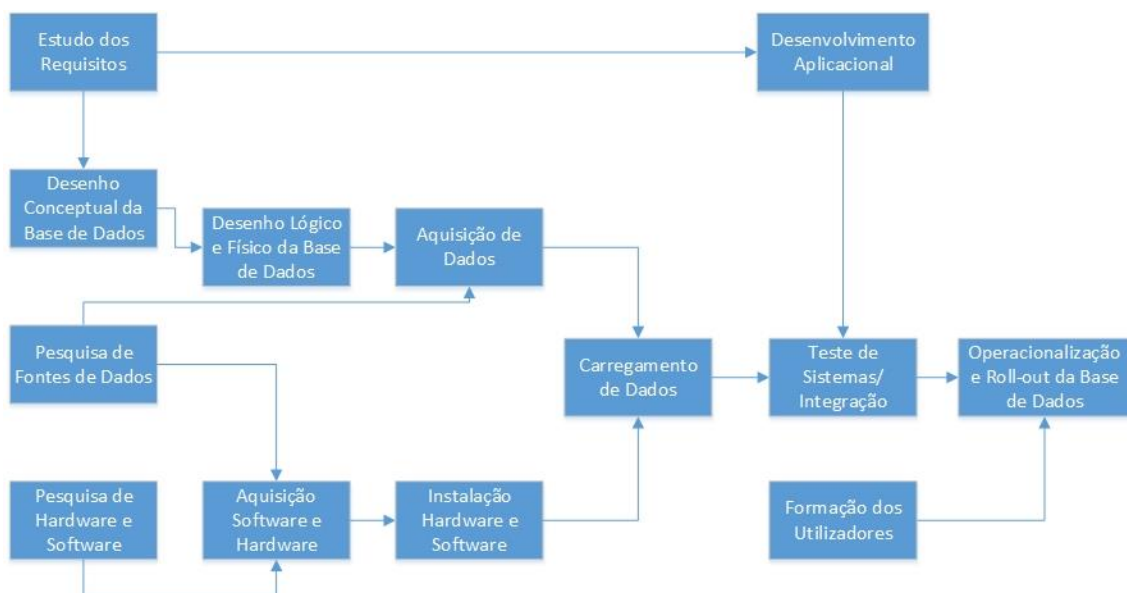 Estudo dos
Requisitos
Desenvolvimento
Aplicacional
Desenho
Conceptual da
Base de Dados
Desenho Lógico
e Físico da Base
de Dados
Aquisição de
Dados
Pesquisa de
Fontes de Dados
Carregamento
de Dados
Teste de
Sistemas/
Integração
Operacionalização
e Roll-out da Base
de Dados
Pesquisa de
Hardware e
Software
Aquisição
Software e
Hardware
Instalação
Hardware e
Software
Formação dos
Utilizadores